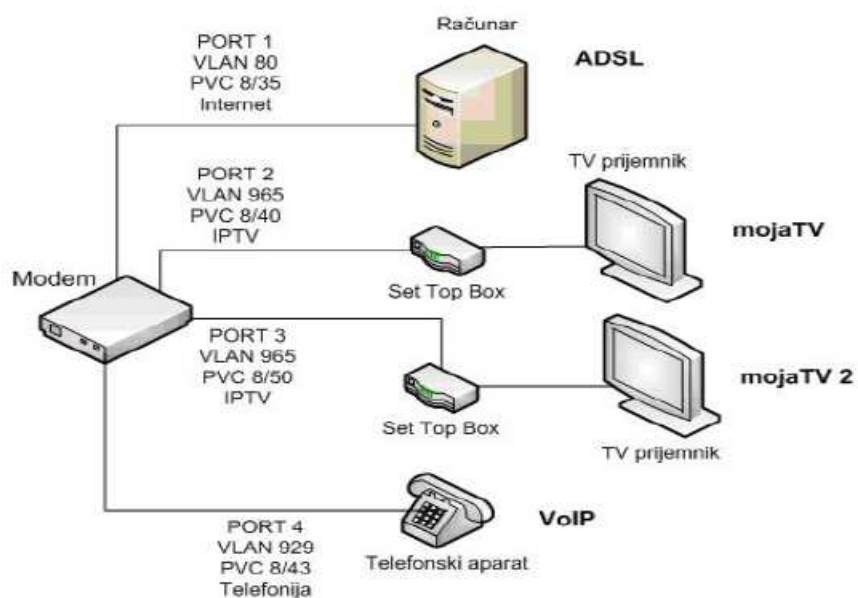 Računar
PORT 1
VLAN 80
PVC 8/35
Internet
ADSL
PORT 2
VLAN 965
PVC 8/40
IPTV
TV prijemnik
mojaTV
Set Top Box
Modem
PORT 3
VLAN 965
PVC 8/50
IPTV
mojaTV 2
Set Top Box
TV prijemnik
PORT 4
VLAN 929
PVC 8/43
Telefonija
VoIP
Telefonski aparat